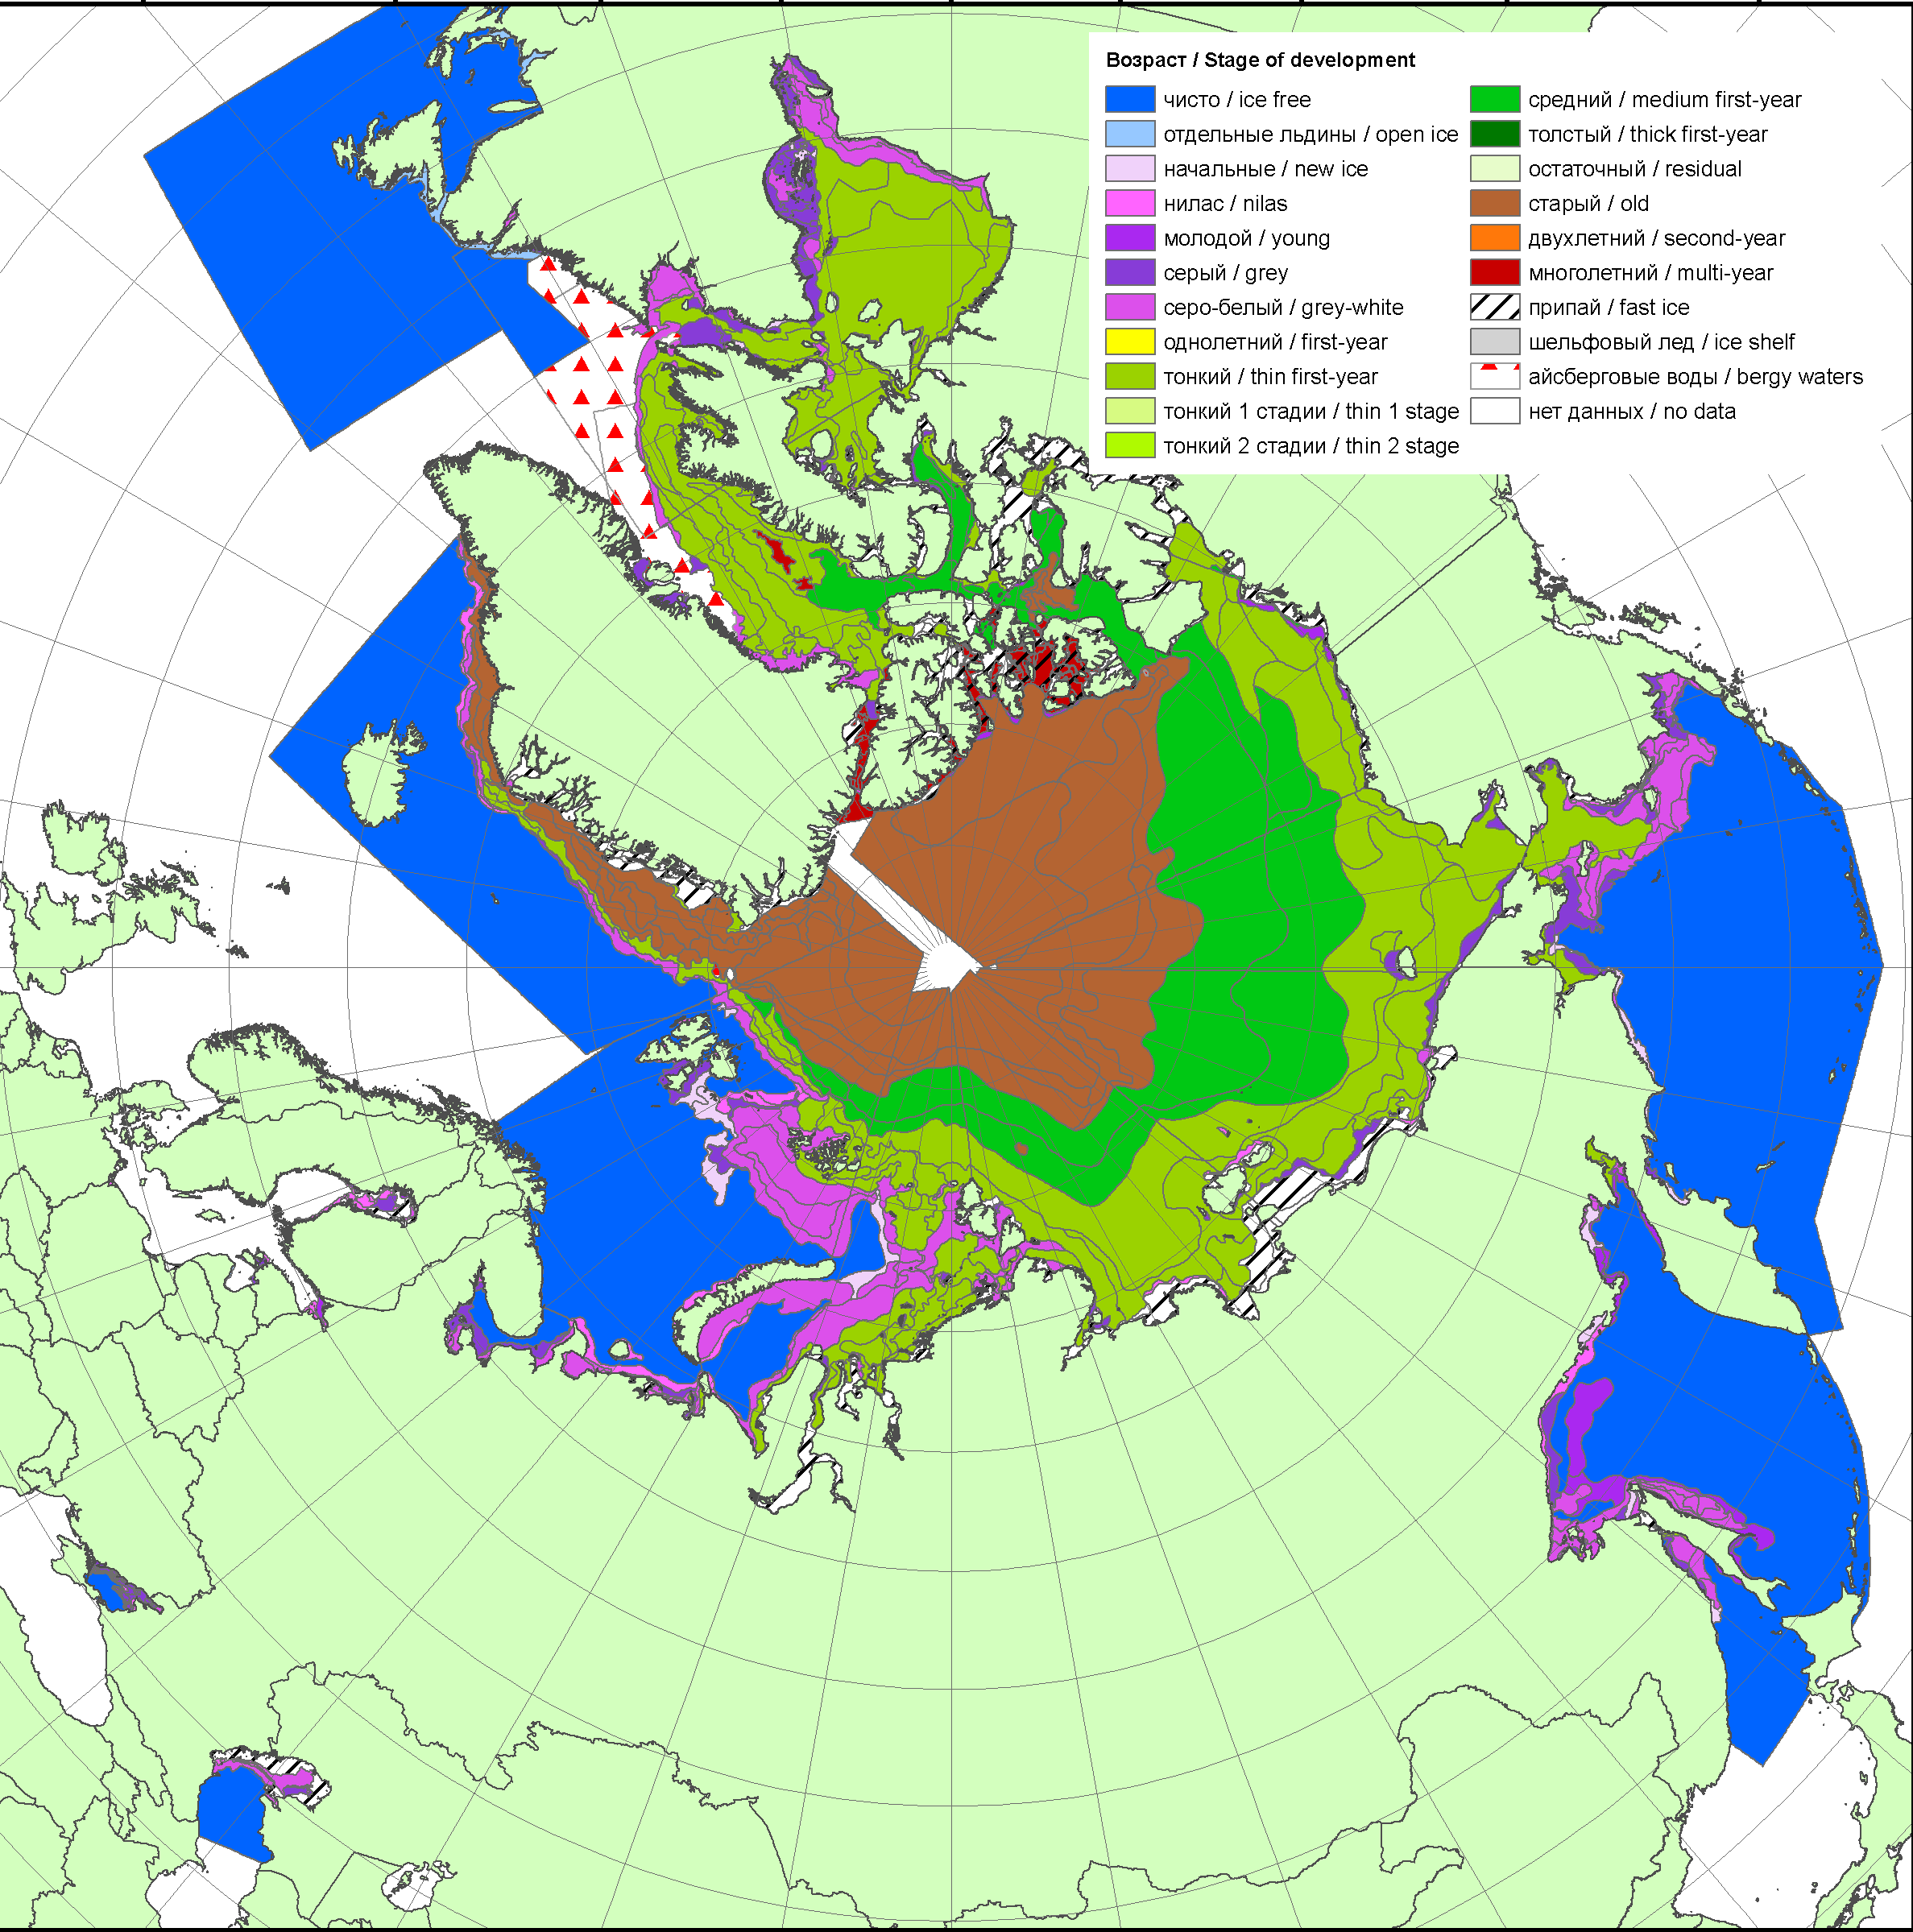 Возраст / Stage of development
чисто / ice free
отдельные льдины / open ice
начальные / new ice
нилас / nilas
молодой / young
серый / grey
серо-белый / grey-white
однолетний / first-year
тонкий / thin first-year
тонкий 1 стадии / thin 1 stage
тонкий 2 стадии / thin 2 stage
средний / medium first-year
толстый / thick first-year
остаточный / residual
старый / old
двухлетний / second-year
многолетний / multi-year
припай / fast ice
шельфовый лед / ice shelf
айсберговые воды / bergy waters
нет данных / no data